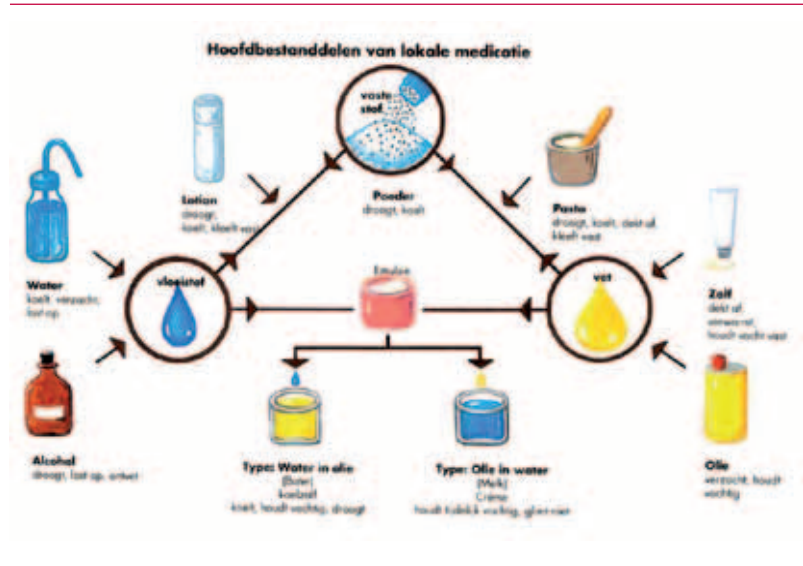 Hoofdbestanddelen van lokale medicatie
vaste
stof
Lotion
droogt,
koelt, kleeft vast
Poeder
droogt, koelt
Pasta
droogt, koelt, dekt af,
kleeft vast
Water
koelt, verzacht,
lost op
vloeistof
Emulsie
vet
Zalf
dekt af,
houdt vocht vast
Alcohol
droogt, lost op, ontvet
Type: Water in olie
(Boter)
koelzalf
koelt, houdt vochtig, droogt
Type: Olie in water
(Melk)
Crème
houdt tijdelijk vochtig, glimt niet
Olie
verzacht, houdt
vochtig